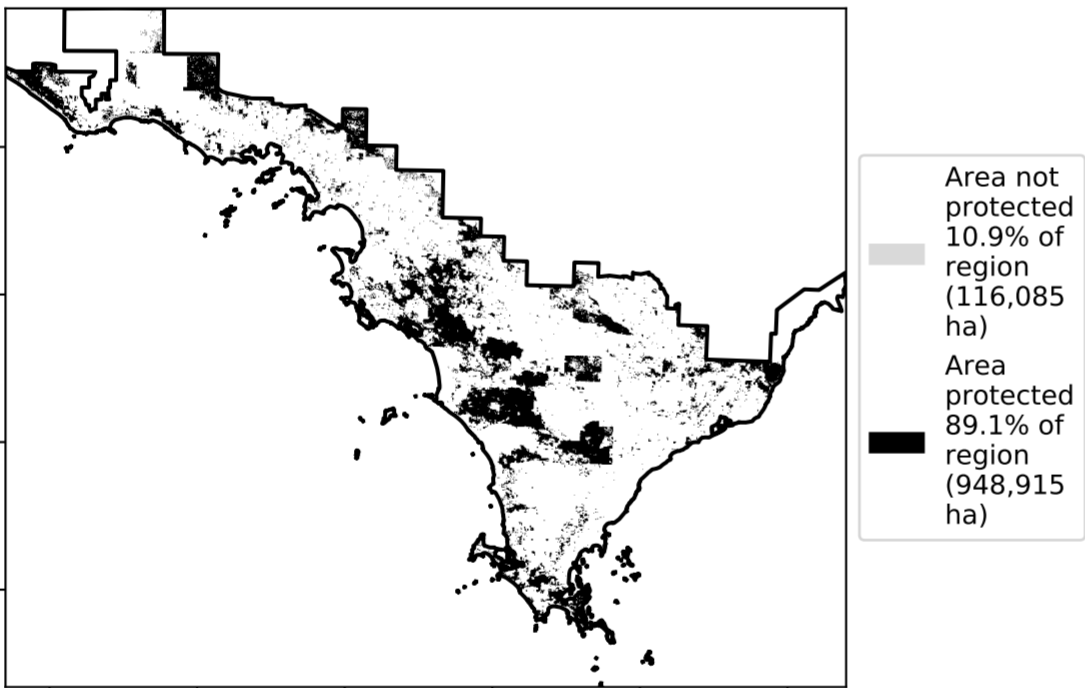 Area not
protected
10.9% of
region
(116,085
ha)
Area
protected
89.1% of
region
(948,915
ha)